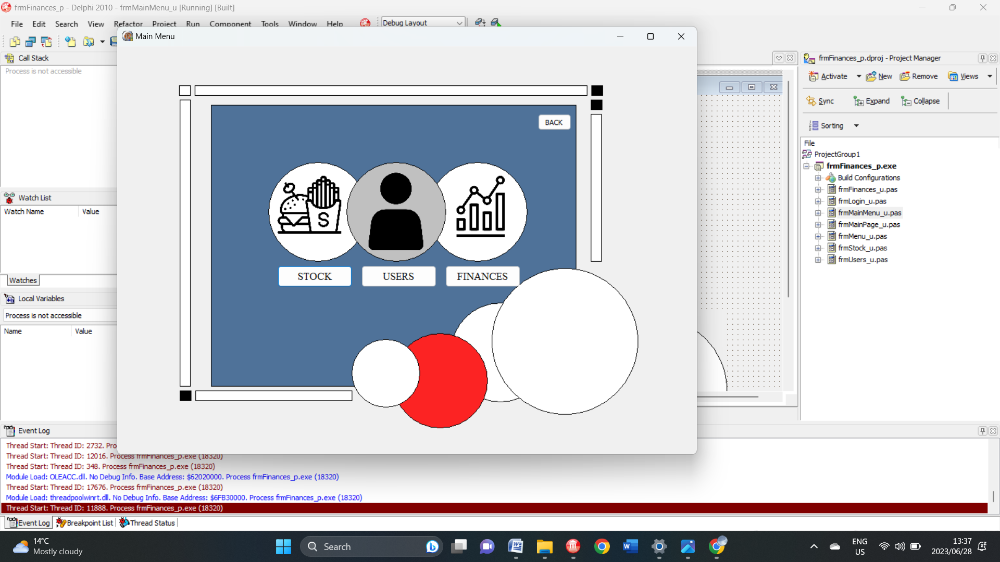 frmFinances_p - Delphi 2010 - frmMainMenu_u [Running] [Built]
File Edit Search View Refactor Project Run Component Tools Window Help
Debug Layout
Main Menu
Call Stack
Process is not accessible
frmFinances_p.dproj - Project Manager
Activate New Remove Views
Sync Expand Collapse
Sorting
File
ProjectGroup1
frmFinances_p.exe
Build Configurations
frmFinances_u.pas
frmLogin_u.pas
frmMainMenu_u.pas
frmMainPage_u.pas
frmMenu_u.pas
frmStock_u.pas
frmUsers_u.pas
BACK
S
STOCK USERS FINANCES
Watch List
Watch Name Value
Watches
Local Variables
Process is not accessible
Name Value
Event Log
Thread Start: Thread ID: 2732. Pro
Thread Start: Thread ID: 12016. Process frmFinances_p.exe (18320)
Thread Start: Thread ID: 348. Process frmFinances_p.exe (18320)
Module Load: OLEACC.dll. No Debug Info. Base Address: $62020000. Process frmFinances_p.exe (18320)
Thread Start: Thread ID: 17676. Process frmFinances_p.exe (18320)
Module Load: threadpoolwinrt.dll. No Debug Info. Base Address: $6FB30000. Process frmFinances_p.exe (18320)
Thread Start: Thread ID: 11888. Process frmFinances_p.exe (18320)
Event Log Breakpoint List Thread Status
14°C
Mostly cloudy
Search
ENG
US
13:37
2023/06/28